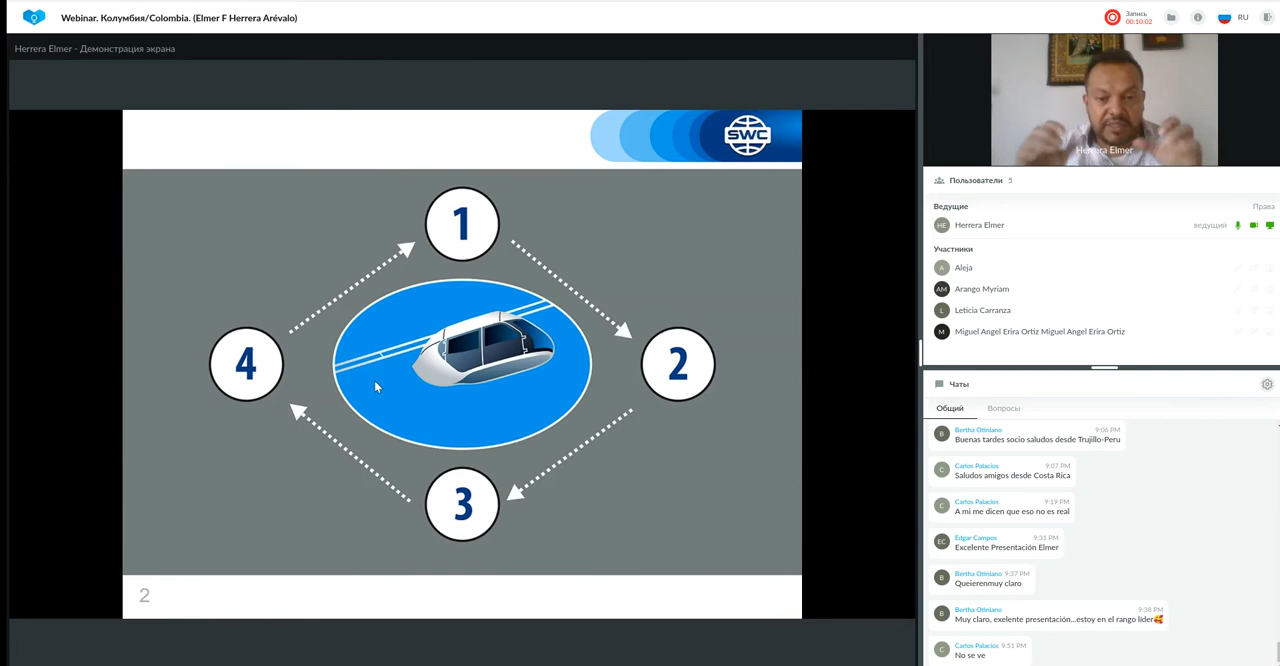 Webinar. Колумбия/Colombia. (Elmer F Herrera Arévalo)
Запись
00:10:02
RU
Herrera Elmer - Демонстрация экрана
SWC
1
2
3
4
2
Herrera Elmer
Пользователи 5
Ведущие Права
HE Herrera Elmer ведущий
Участники
A Aleja
AM Arango Myriam
L Leticia Carranza
M Miguel Angel Erira Ortiz Miguel Angel Erira Ortiz
Чаты
Общий Вопросы
B Bertha Otiniano 9:06 PM
Buenas tardes socio saludos desde Trujillo-Peru
C Carlos Palacios 9:07 PM
Saludos amigos desde Costa Rica
C Carlos Palacios 9:19 PM
A mi me dicen que eso no es real
EC Edgar Campos 9:31 PM
Excelente Presentación Elmer
B Bertha Otiniano 9:37 PM
Queierenmuy claro
B Bertha Otiniano 9:38 PM
Muy claro, exelente presentación...estoy en el rango líder🥰
C Carlos Palacios 9:51 PM
No se ve